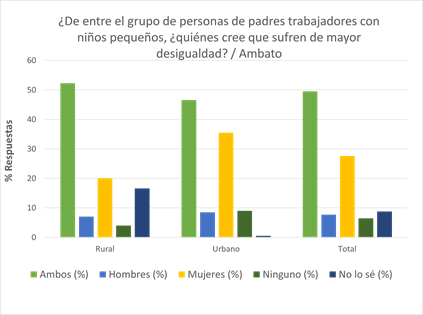 ¿De entre el grupo de personas de padres trabajadores con
niños pequeños, ¿quiénes cree que sufren de mayor
desigualdad? / Ambato
% Respuestas
60
50
40
30
20
10
0
Rural Urbano Total
Ambos (%) Hombres (%) Mujeres (%) Ninguno (%) No lo sé (%)